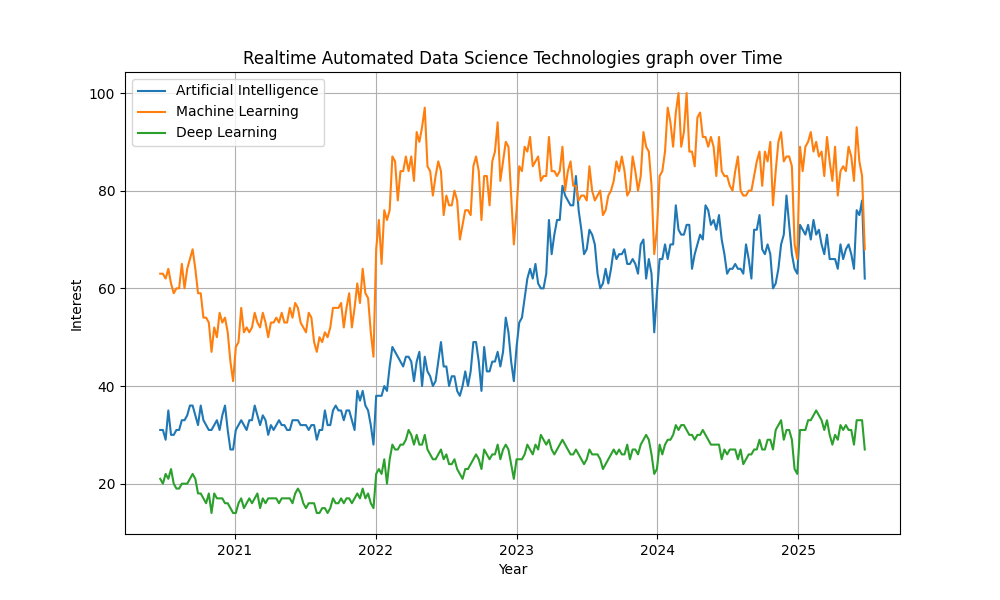 Realtime Automated Data Science Technologies graph over Time
Artificial Intelligence
Machine Learning
Deep Learning
100
80
60
40
20
Interest
2021
2022
2023
2024
2025
Year